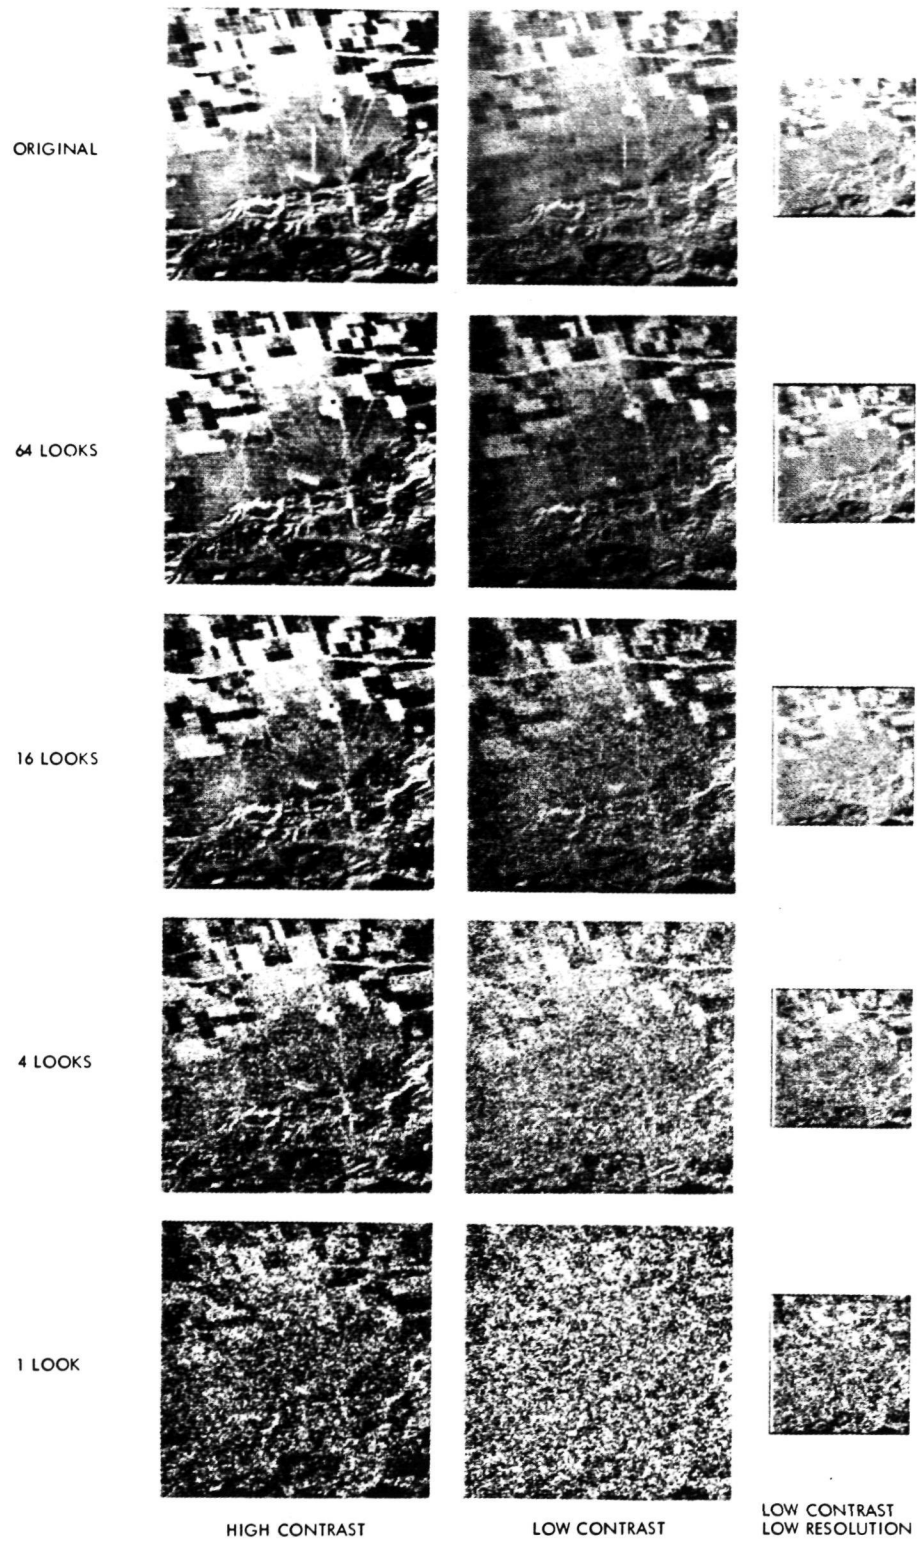 ORIGINAL
64 LOOKS
16 LOOKS
4 LOOKS
1 LOOK
HIGH CONTRAST
LOW CONTRAST
LOW CONTRAST
LOW RESOLUTION